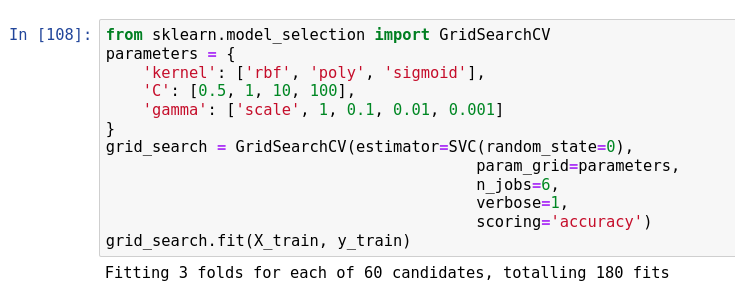 In [108]: from sklearn.model_selection import GridSearchCV
parameters = {
    'kernel': ['rbf', 'poly', 'sigmoid'],
    'C': [0.5, 1, 10, 100],
    'gamma': ['scale', 1, 0.1, 0.01, 0.001]
}
grid_search = GridSearchCV(estimator=SVC(random_state=0),
                                        param_grid=parameters,
                                        n_jobs=6,
                                        verbose=1,
                                        scoring='accuracy')
grid_search.fit(X_train, y_train)
Fitting 3 folds for each of 60 candidates, totalling 180 fits